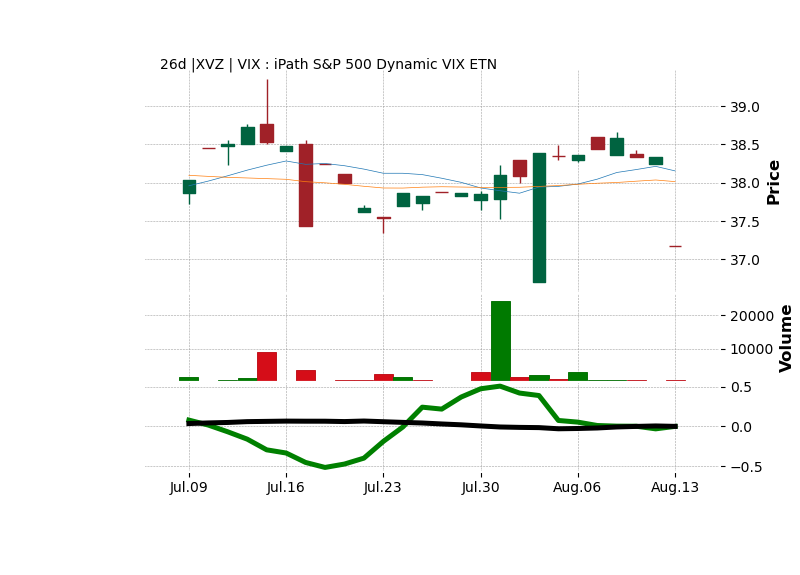 26d |XVZ | VIX : iPath S&P 500 Dynamic VIX ETN
39.0
38.5
38.0
37.5
37.0
Price
20000
10000
Volume
0.5
0.0
−0.5
Jul.09 Jul.16 Jul.23 Jul.30 Aug.06 Aug.13